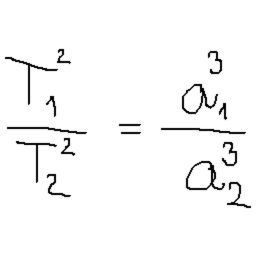 T₁² / T₂² = a₁³ / a₂³